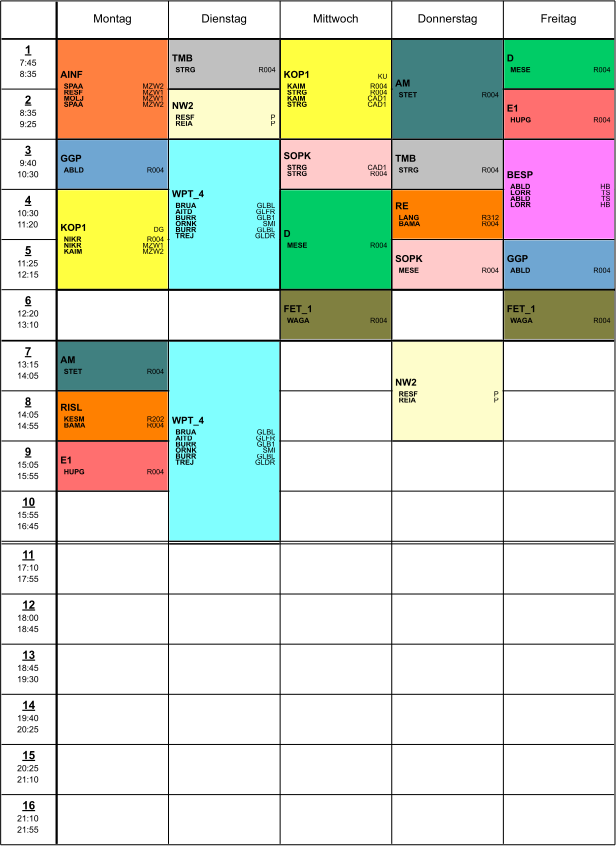 Montag Dienstag Mittwoch Donnerstag Freitag
1
7:45
8:35
AINF
SPAA MZW2
RESF MZW1
MOLJ MZW1
SPAA MZW2
TMB
STRG R004
KOP1 KU
KAIM R004
STRG R004
KAIM CAD1
STRG CAD1
AM
STET R004
D
MESE R004
2
8:35
9:25
NW2
RESF P
REIA P
E1
HUPG R004
3
9:40
10:30
GGP
ABLD R004
WPT_4
BRUA GLBL
AITD GLFR
BURR GLB1
ORNK SMI
BURR GLBL
TREJ GLDR
SOPK
STRG CAD1
STRG R004
TMB
STRG R004
BESP
ABLD HB
LORR TS
ABLD TS
LORR HB
4
10:30
11:20
KOP1 DG
NIKR R004
NIKR MZW1
KAIM MZW2
D
MESE R004
RE
LANG R312
BAMA R004
5
11:25
12:15
SOPK
MESE R004
GGP
ABLD R004
6
12:20
13:10
FET_1
WAGA R004
FET_1
WAGA R004
7
13:15
14:05
AM
STET R004
WPT_4
BRUA GLBL
AITD GLFR
BURR GLB1
ORNK SMI
BURR GLBL
TREJ GLDR
NW2
RESF P
REIA P
8
14:05
14:55
RISL
KESM R202
BAMA R004
9
15:05
15:55
E1
HUPG R004
10
15:55
16:45
11
17:10
17:55
12
18:00
18:45
13
18:45
19:30
14
19:40
20:25
15
20:25
21:10
16
21:10
21:55